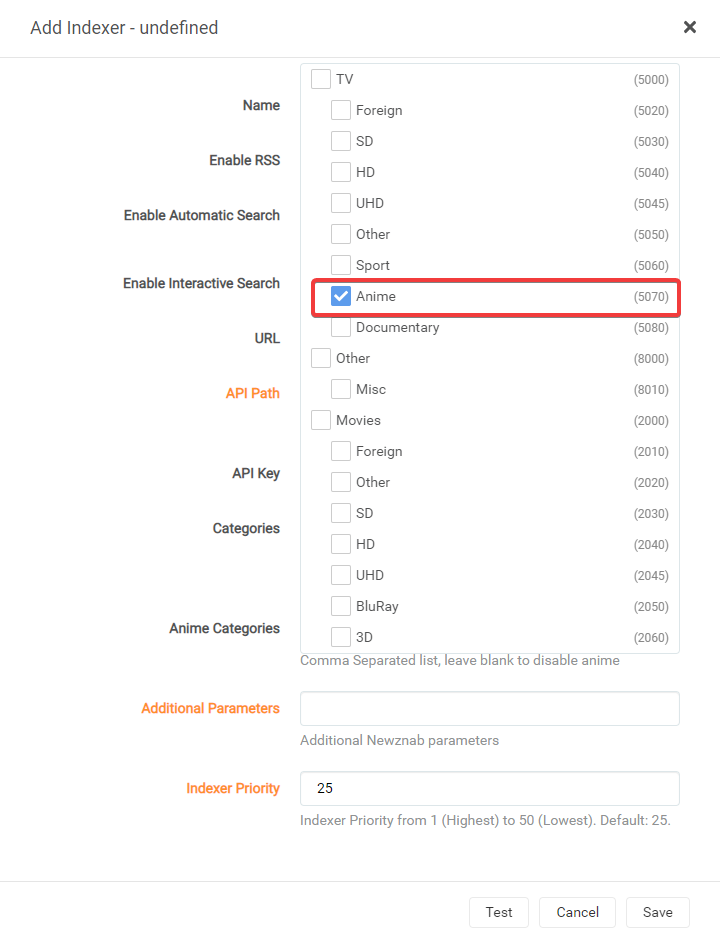 Add Indexer - undefined
TV (5000)
Name
Foreign (5020)
SD (5030)
Enable RSS
HD (5040)
UHD (5045)
Enable Automatic Search
Other (5050)
Sport (5060)
Enable Interactive Search
Anime (5070)
Documentary (5080)
URL
Other (8000)
API Path
Misc (8010)
Movies (2000)
Foreign (2010)
API Key
Other (2020)
SD (2030)
Categories
HD (2040)
UHD (2045)
BluRay (2050)
Anime Categories
3D (2060)
Comma Separated list, leave blank to disable anime
Additional Parameters
Additional Newznab parameters
Indexer Priority 25
Indexer Priority from 1 (Highest) to 50 (Lowest). Default: 25.
Test Cancel Save